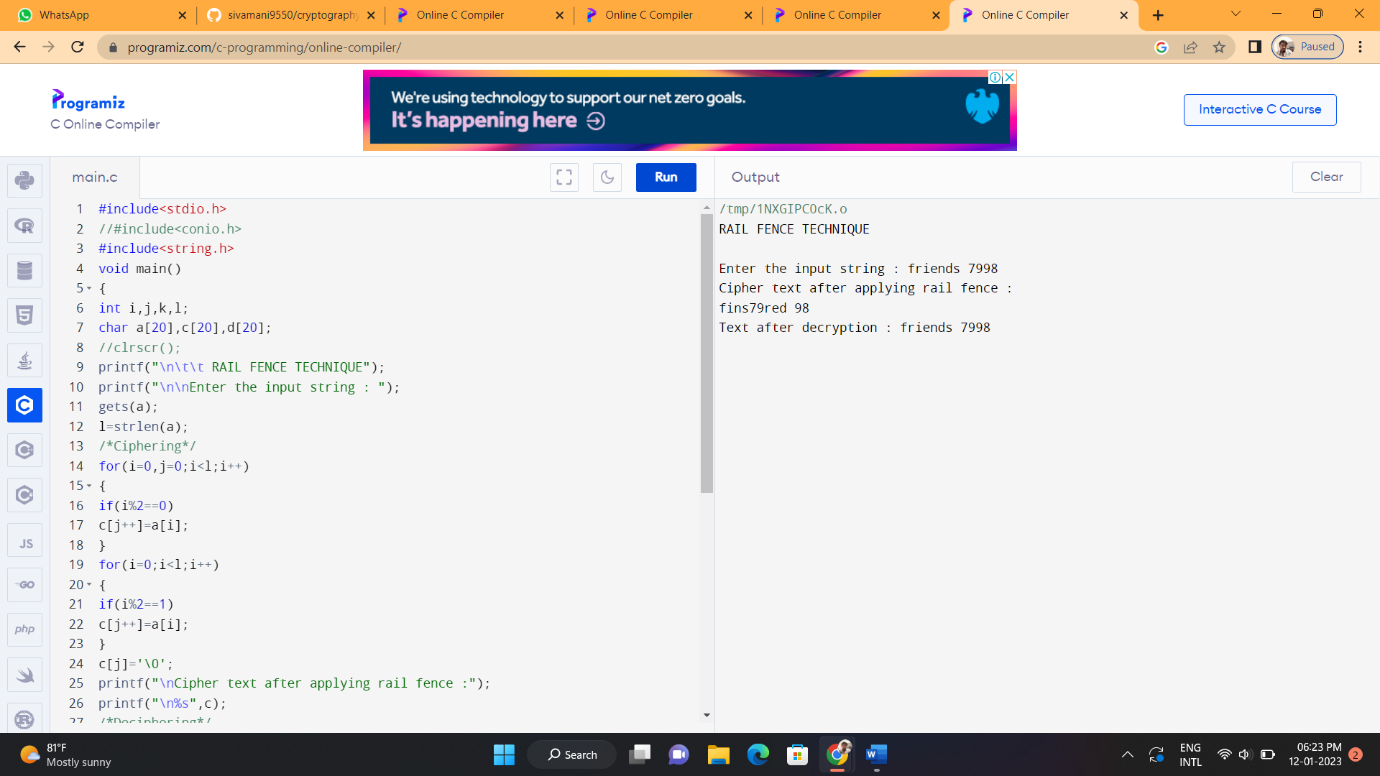 WhatsApp
sivamani9550/cryptography
Online C Compiler
Online C Compiler
Online C Compiler
Online C Compiler
programiz.com/c-programming/online-compiler/
Paused
Programiz
C Online Compiler
We're using technology to support our net zero goals.
It's happening here
Interactive C Course
main.c
Run
Output
Clear
1 #include<stdio.h>
2 //#include<conio.h>
3 #include<string.h>
4 void main()
5 {
6 int i,j,k,l;
7 char a[20],c[20],d[20];
8 //clrscr();
9 printf("\n\t\t RAIL FENCE TECHNIQUE");
10 printf("\n\nEnter the input string : ");
11 gets(a);
12 l=strlen(a);
13 /*Ciphering*/
14 for(i=0,j=0;i<l;i++)
15 {
16 if(i%2==0)
17 c[j++]=a[i];
18 }
19 for(i=0;i<l;i++)
20 {
21 if(i%2==1)
22 c[j++]=a[i];
23 }
24 c[j]='\0';
25 printf("\nCipher text after applying rail fence :");
26 printf("\n%s",c);
27 /*Deciphering*/
/tmp/1NXGIPCOcK.o
RAIL FENCE TECHNIQUE
Enter the input string : friends 7998
Cipher text after applying rail fence :
fins79red 98
Text after decryption : friends 7998
JS
GO
php
81°F
Mostly sunny
Search
ENG
INTL
06:23 PM
12-01-2023
2